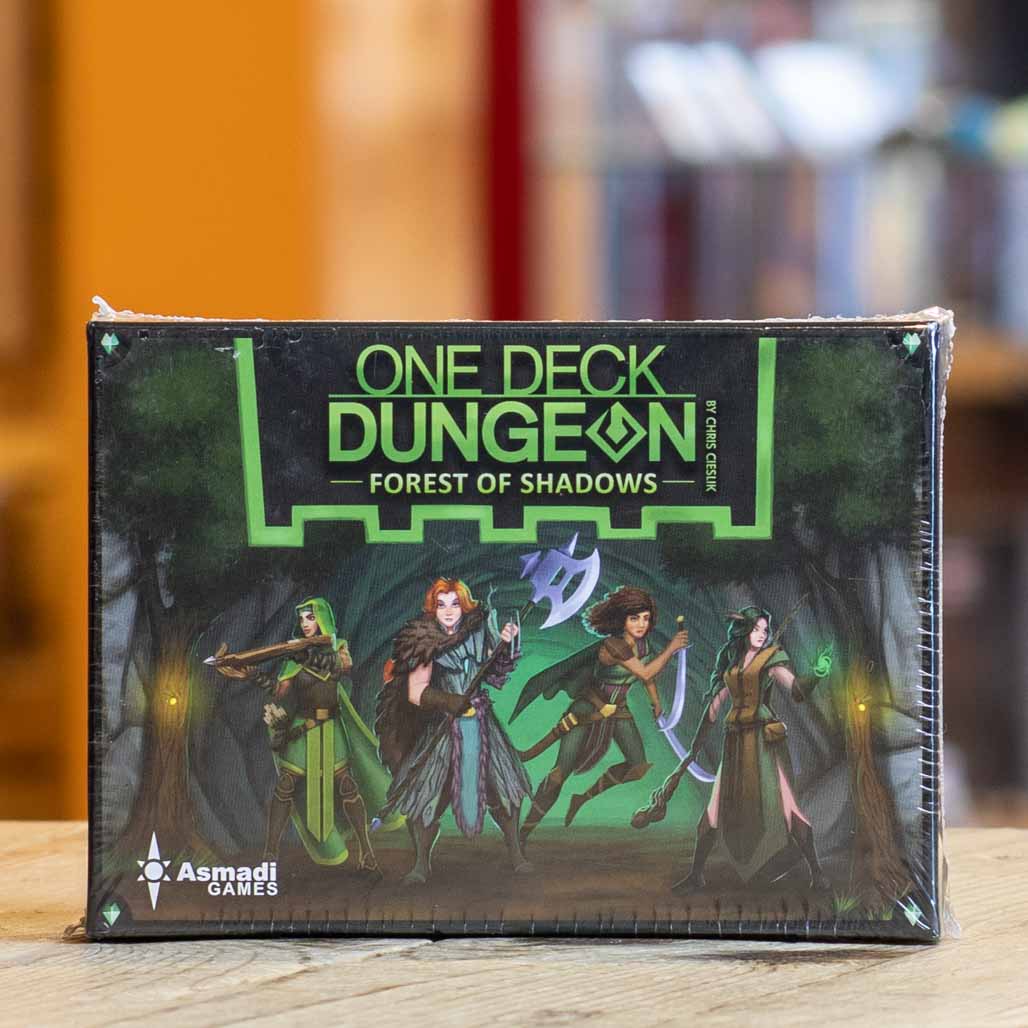 ONE DECK
DUNGEON
FOREST OF SHADOWS
BY CHRIS CIESLIK
Asmadi
GAMES